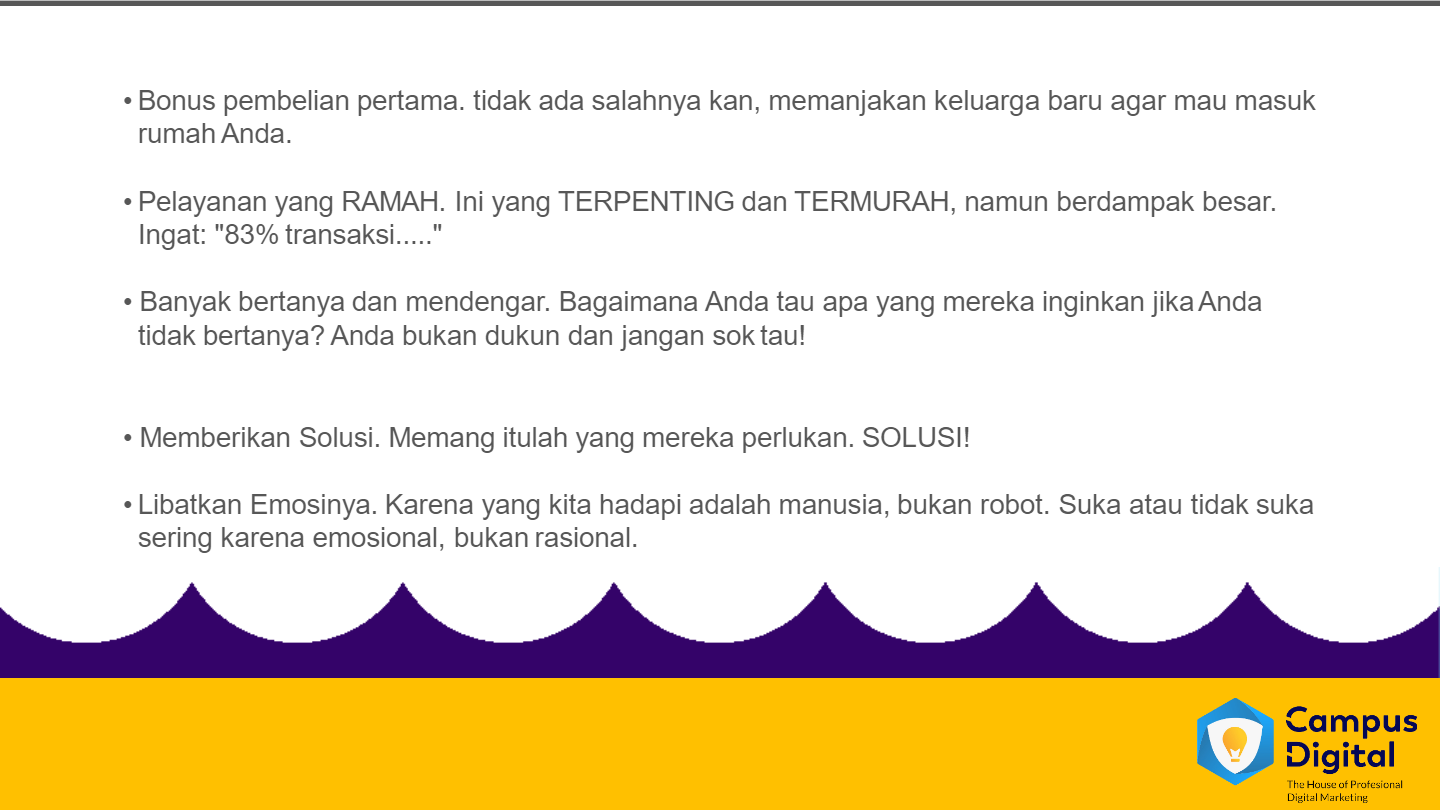 • Bonus pembelian pertama. tidak ada salahnya kan, memanjakan keluarga baru agar mau masuk
rumah Anda.
• Pelayanan yang RAMAH. Ini yang TERPENTING dan TERMURAH, namun berdampak besar.
Ingat: "83% transaksi....."
• Banyak bertanya dan mendengar. Bagaimana Anda tau apa yang mereka inginkan jika Anda
tidak bertanya? Anda bukan dukun dan jangan sok tau!
• Memberikan Solusi. Memang itulah yang mereka perlukan. SOLUSI!
• Libatkan Emosinya. Karena yang kita hadapi adalah manusia, bukan robot. Suka atau tidak suka
sering karena emosional, bukan rasional.
Campus
Digital
The House of Profesional
Digital Marketing